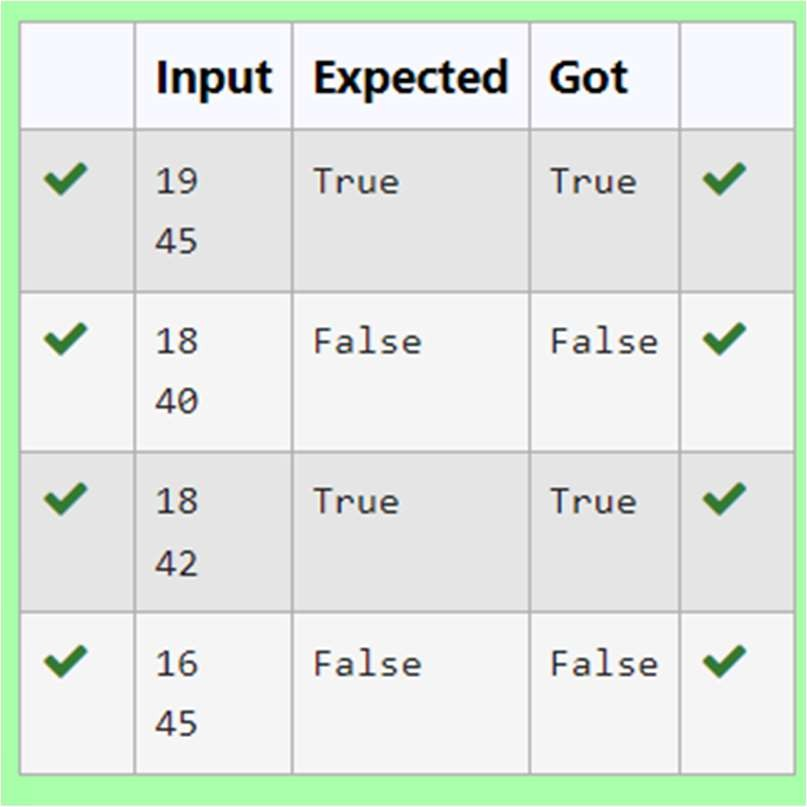 Input Expected Got
19 True True
45
18 False False
40
18 True True
42
16 False False
45